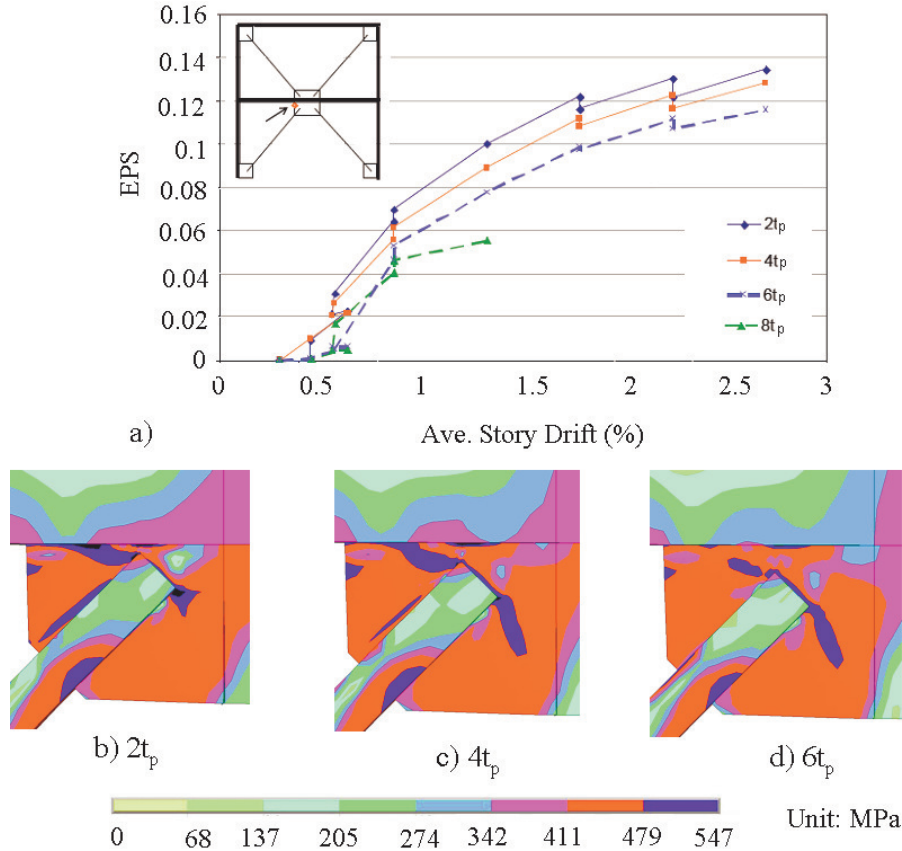 0.16
0.14
0.12
0.1
0.08
0.06
0.04
0.02
0
EPS
2tp
4tp
6tp
8tp
0 0.5 1 1.5 2 2.5 3
a) Ave. Story Drift (%)
b) 2tp c) 4tp d) 6tp
0 68 137 205 274 342 411 479 547 Unit: MPa